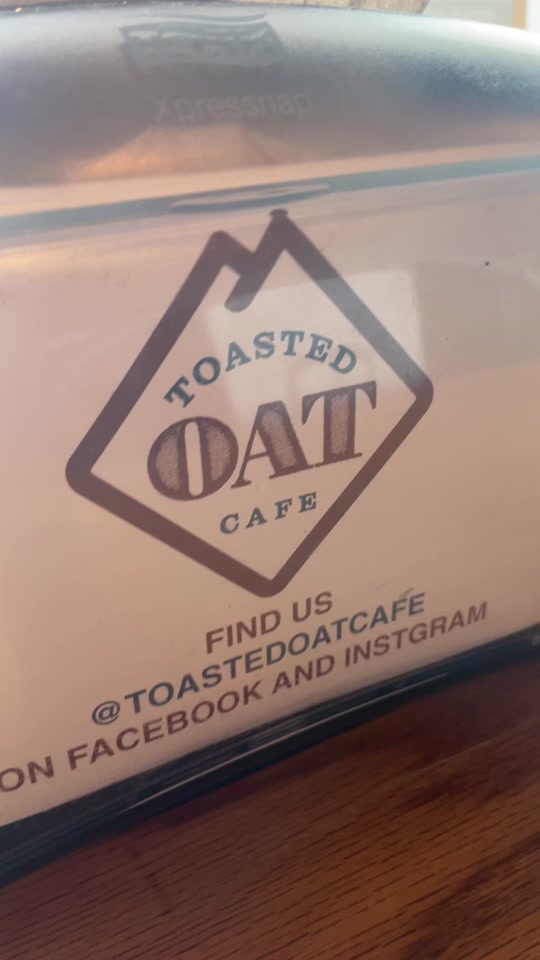 Xpressnap
TOASTED
OAT
CAFE
FIND US
@TOASTEDOATCAFE
ON FACEBOOK AND INSTGRAM